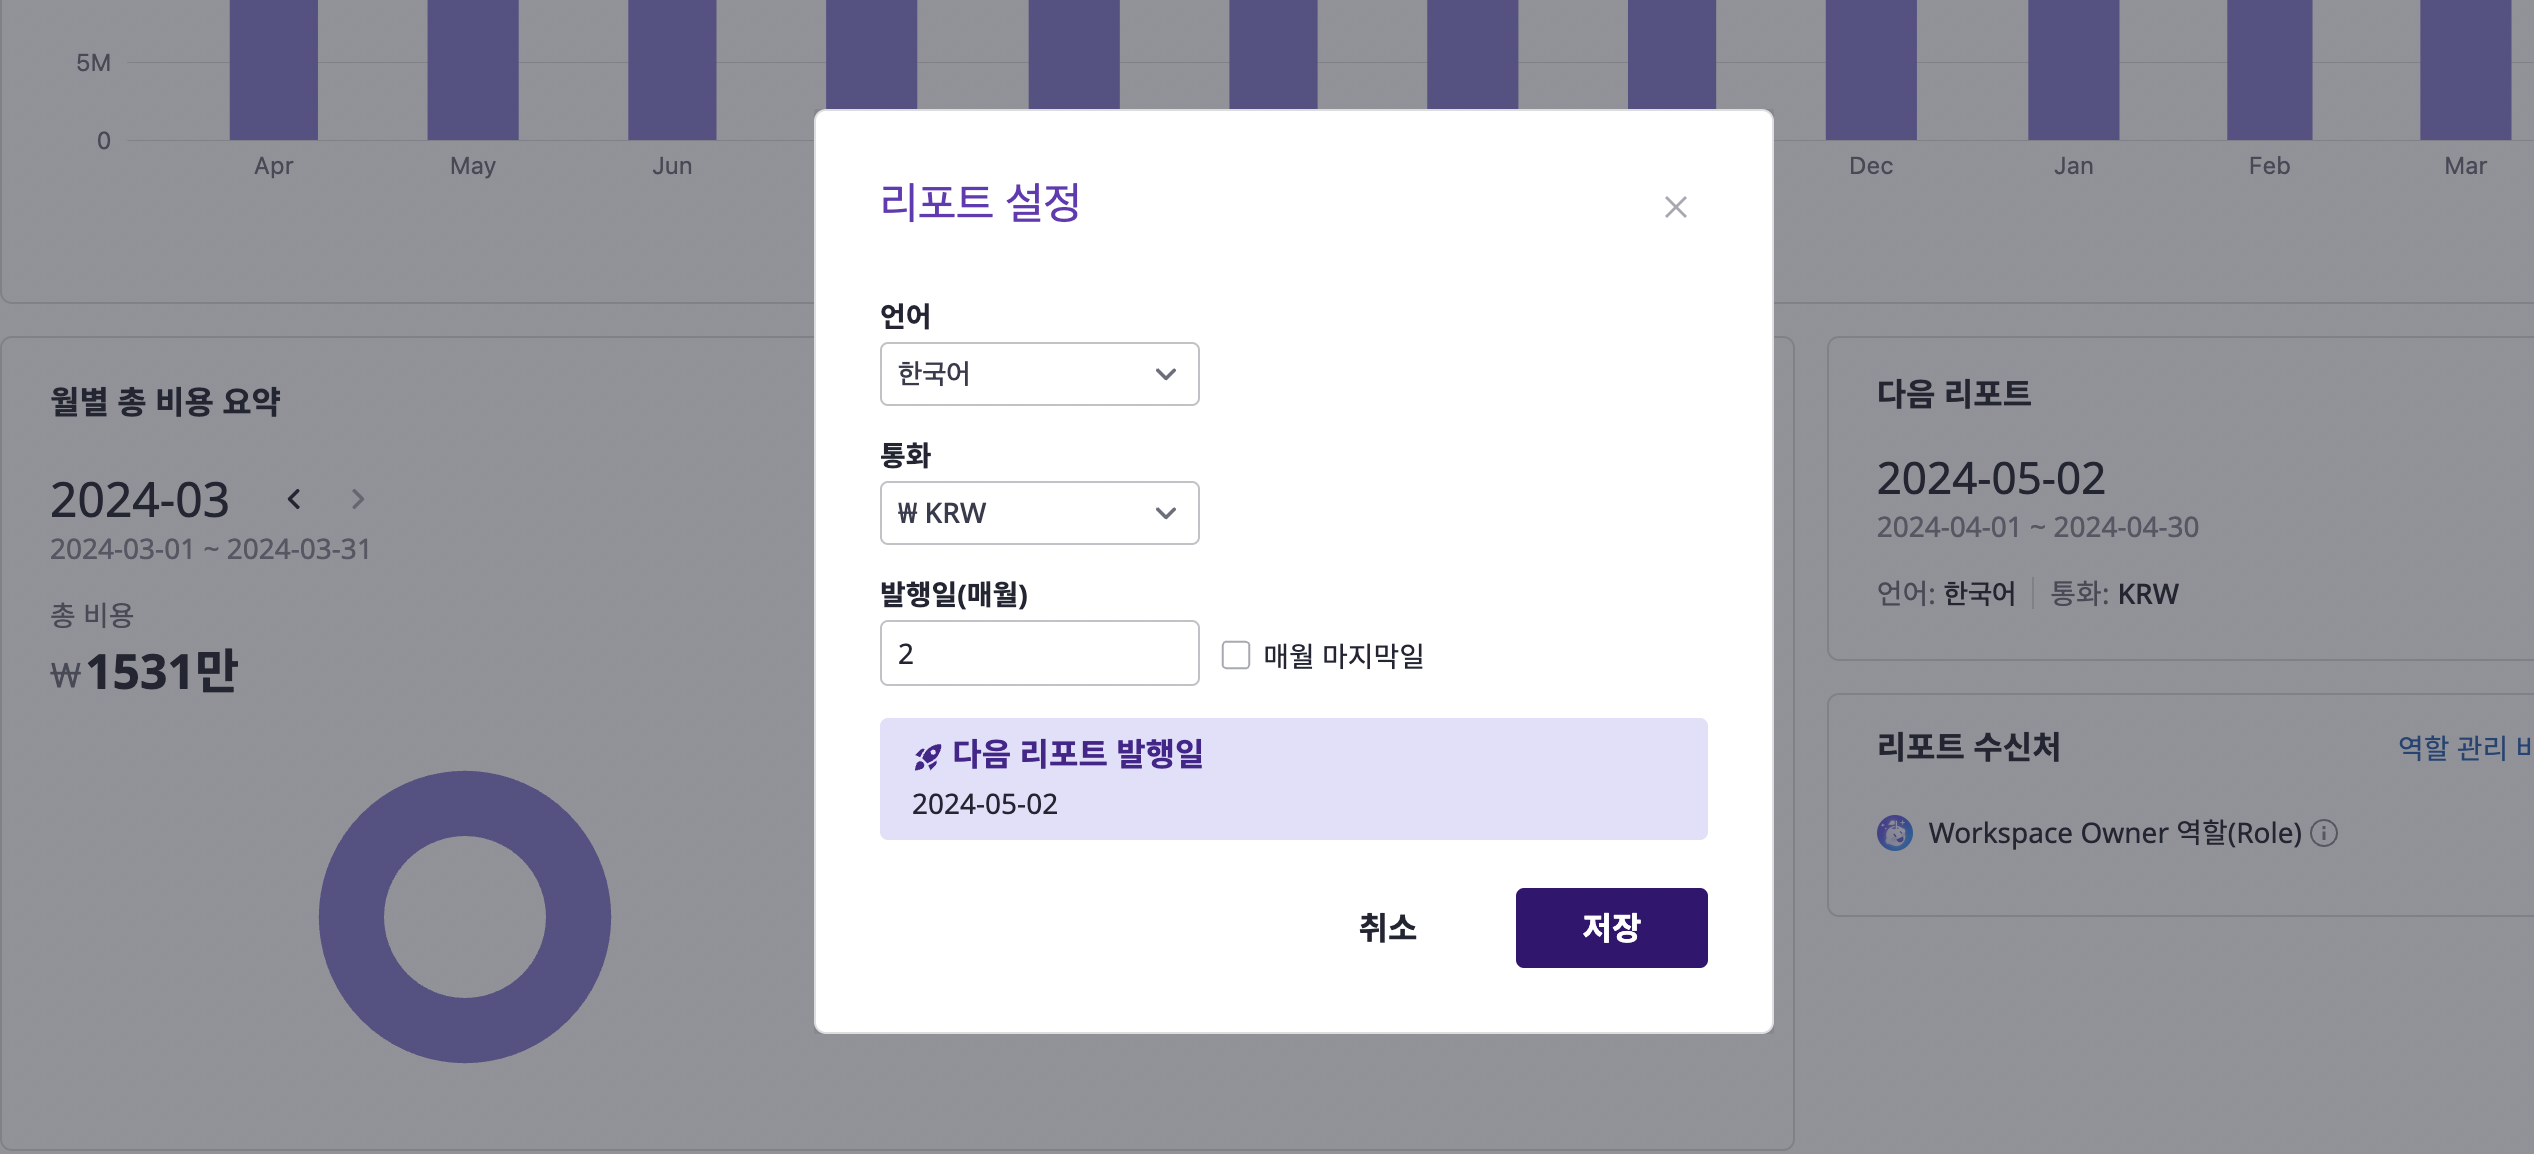 5M
0
Apr May Jun Dec Jan Feb Mar
리포트 설정
언어
한국어
통화
₩ KRW
발행일(매월)
2
매월 마지막일
다음 리포트 발행일
2024-05-02
취소
저장
월별 총 비용 요약
2024-03
2024-03-01 ~ 2024-03-31
총 비용
₩1531만
다음 리포트
2024-05-02
2024-04-01 ~ 2024-04-30
언어: 한국어 통화: KRW
리포트 수신처
역할 관리
Workspace Owner 역할(Role)